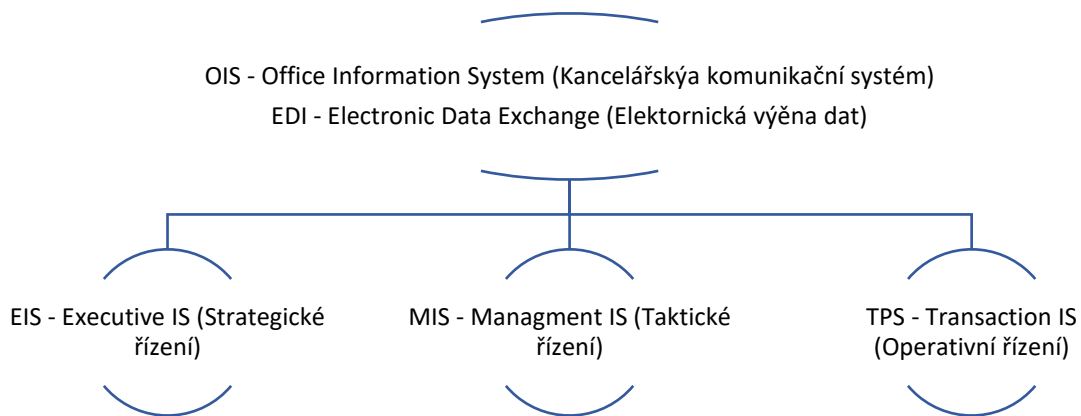 OIS - Office Information System (Kancelářskýa komunikační systém)
EDI - Electronic Data Exchange (Elektornická výěna dat)
EIS - Executive IS (Strategické
řízení)
MIS - Managment IS (Taktické
řízení)
TPS - Transaction IS
(Operativní řízení)